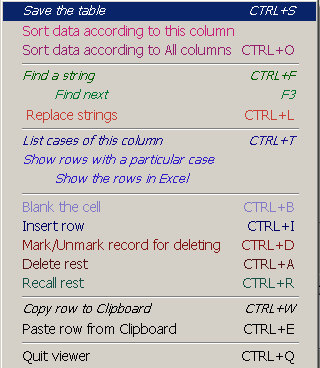 Save the table CTRL+S
Sort data according to this column
Sort data according to All columns CTRL+O
Find a string CTRL+F
Find next F3
Replace strings CTRL+L
List cases of this column CTRL+T
Show rows with a particular case
Show the rows in Excel
Blank the cell CTRL+B
Insert row CTRL+I
Mark/Unmark record for deleting CTRL+D
Delete rest CTRL+A
Recall rest CTRL+R
Copy row to Clipboard CTRL+W
Paste row from Clipboard CTRL+E
Quit viewer CTRL+Q